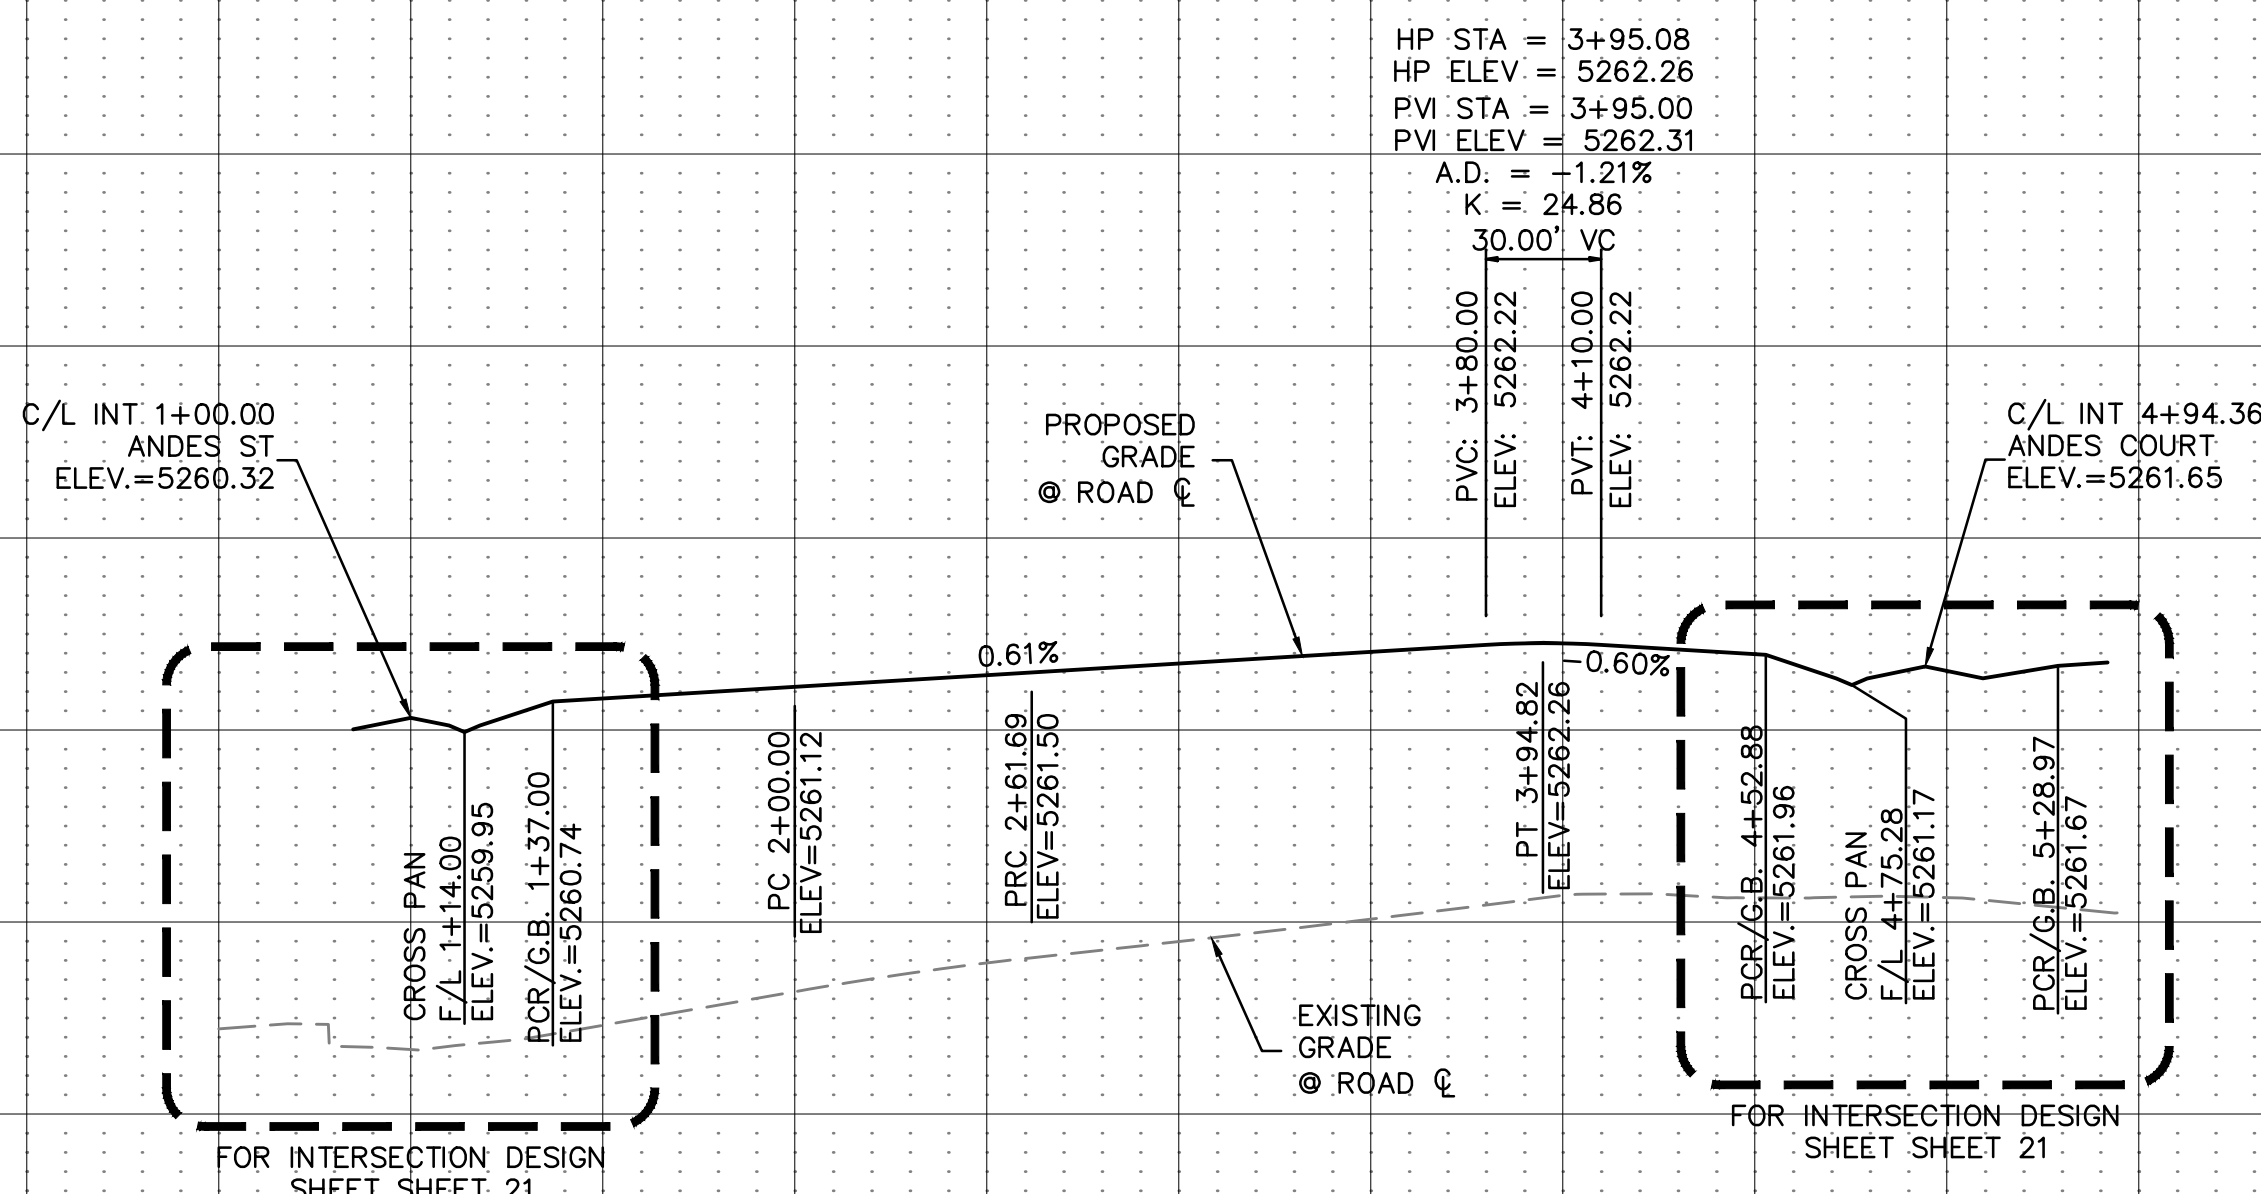 HP STA = 3+95.08
HP ELEV = 5262.26
PVI STA = 3+95.00
PVI ELEV = 5262.31
A.D. = -1.21%
K = 24.86
30.00' VC
PVC: 3+80.00
ELEV: 5262.22
PVT: 4+10.00
ELEV: 5262.22
C/L INT 1+00.00
ANDES ST
ELEV.=5260.32
PROPOSED
GRADE
@ ROAD ℄
C/L INT 4+94.36
ANDES COURT
ELEV.=5261.65
0.61%
-0.60%
CROSS PAN
F/L 1+14.00
ELEV.=5259.95
PCR/G.B. 1+37.00
ELEV.=5260.74
PC 2+00.00
ELEV=5261.12
PRC 2+61.69
ELEV=5261.50
PT 3+94.82
ELEV=5262.26
PCR/G.B. 4+52.88
ELEV.=5261.96
CROSS PAN
F/L 4+75.28
ELEV.=5261.17
PCR/G.B. 5+28.97
ELEV.=5261.67
EXISTING
GRADE
@ ROAD ℄
FOR INTERSECTION DESIGN
SHEET SHEET 21
FOR INTERSECTION DESIGN
SHEET SHEET 21